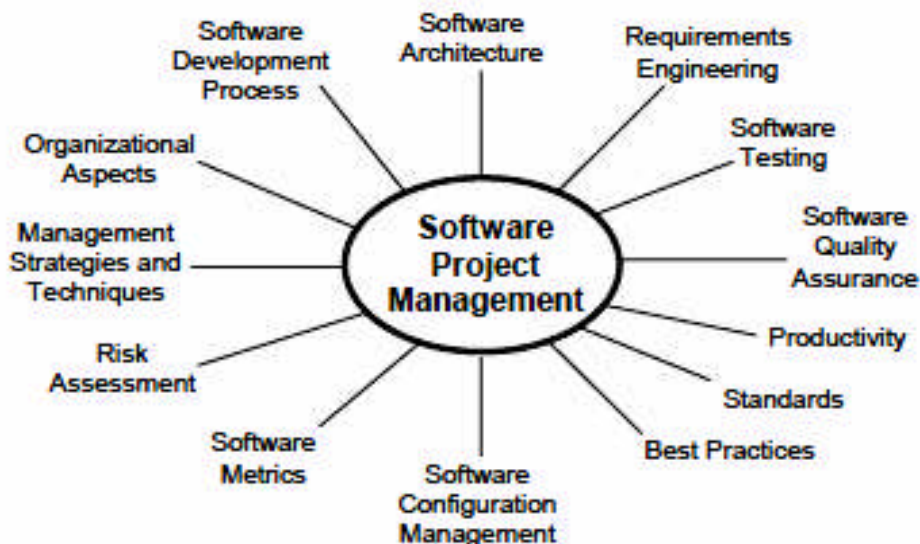 Software
Development
Process
Software
Architecture
Requirements
Engineering
Organizational
Aspects
Software
Testing
Management
Strategies and
Techniques
Software
Project
Management
Software
Quality
Assurance
Risk
Assessment
Productivity
Standards
Software
Metrics
Software
Configuration
Management
Best Practices